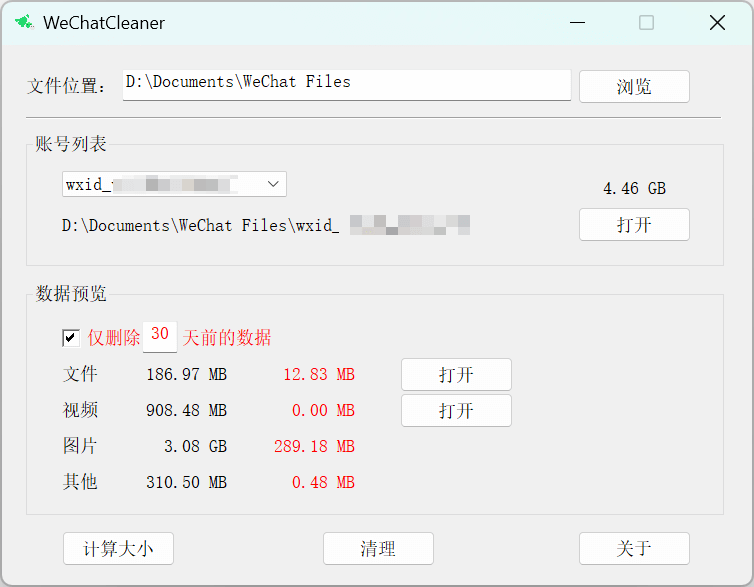 WeChatCleaner
文件位置： D:\Documents\WeChat Files 浏览
账号列表
wxid_ 4.46 GB
D:\Documents\WeChat Files\wxid_ 打开
数据预览
仅删除 30 天前的数据
文件 186.97 MB 12.83 MB 打开
视频 908.48 MB 0.00 MB 打开
图片 3.08 GB 289.18 MB
其他 310.50 MB 0.48 MB
计算大小 清理 关于